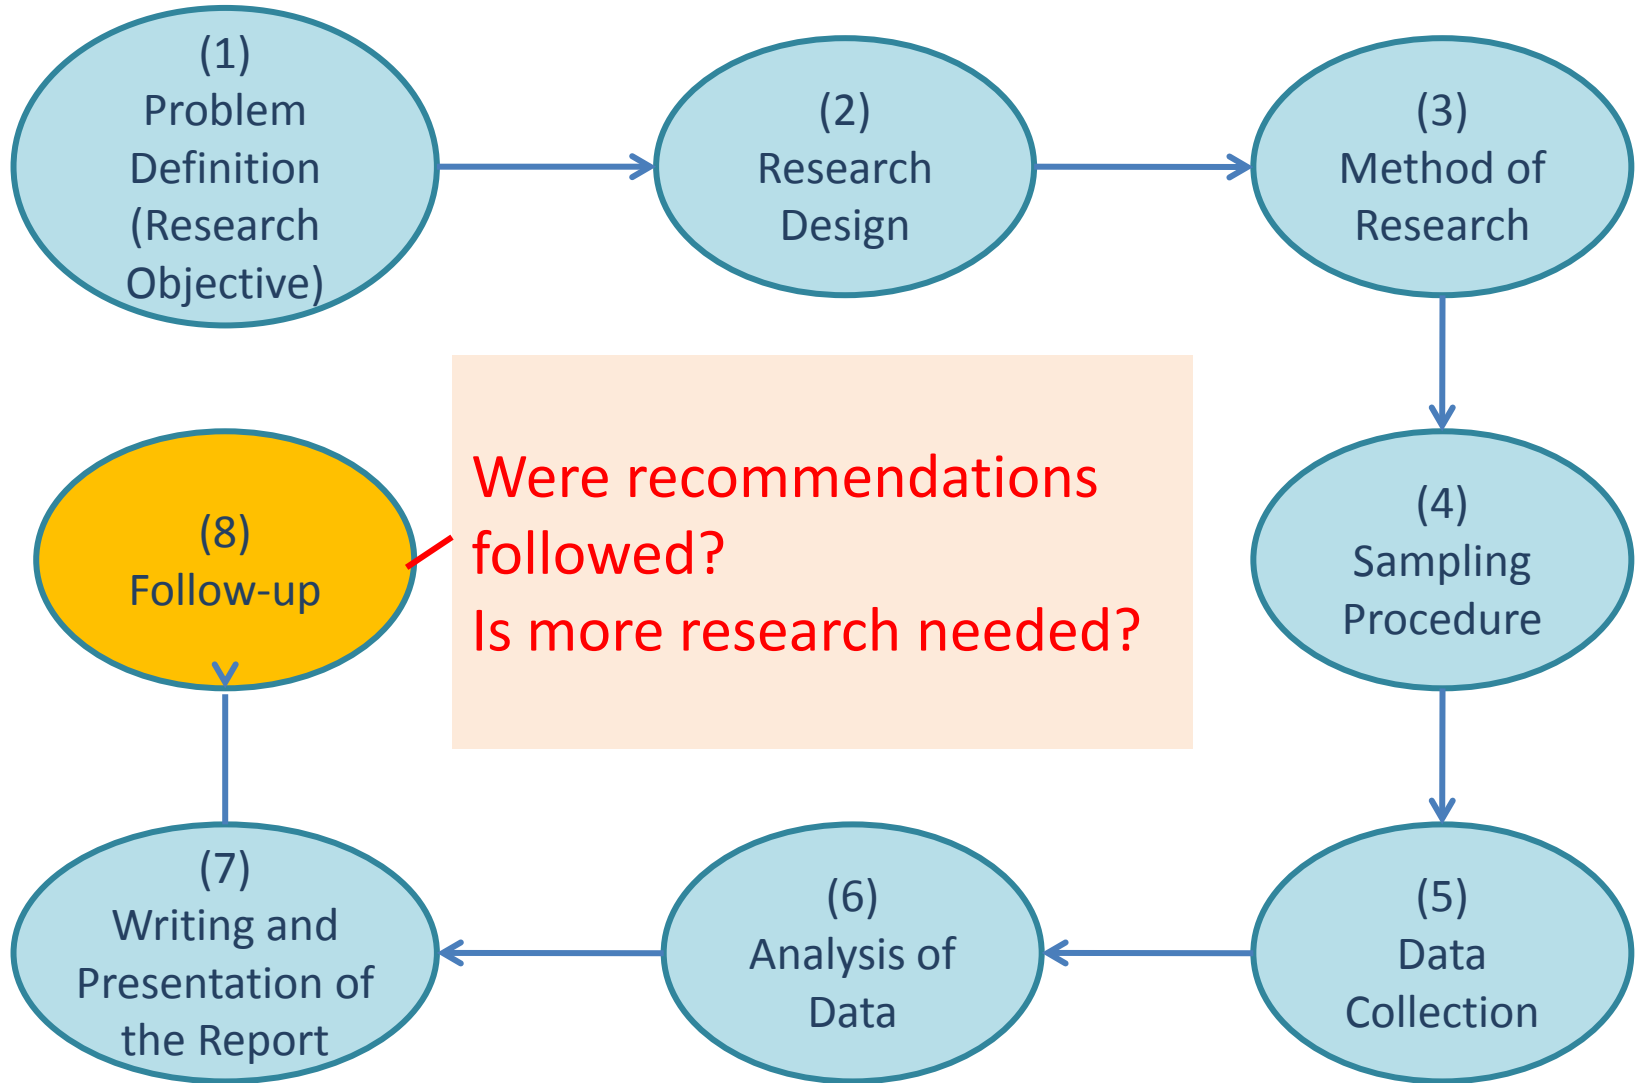 (1)
Problem
Definition
(Research
Objective)
(2)
Research
Design
(3)
Method of
Research
(4)
Sampling
Procedure
(5)
Data
Collection
(6)
Analysis of
Data
(7)
Writing and
Presentation of
the Report
(8)
Follow-up
Were recommendations
followed?
Is more research needed?